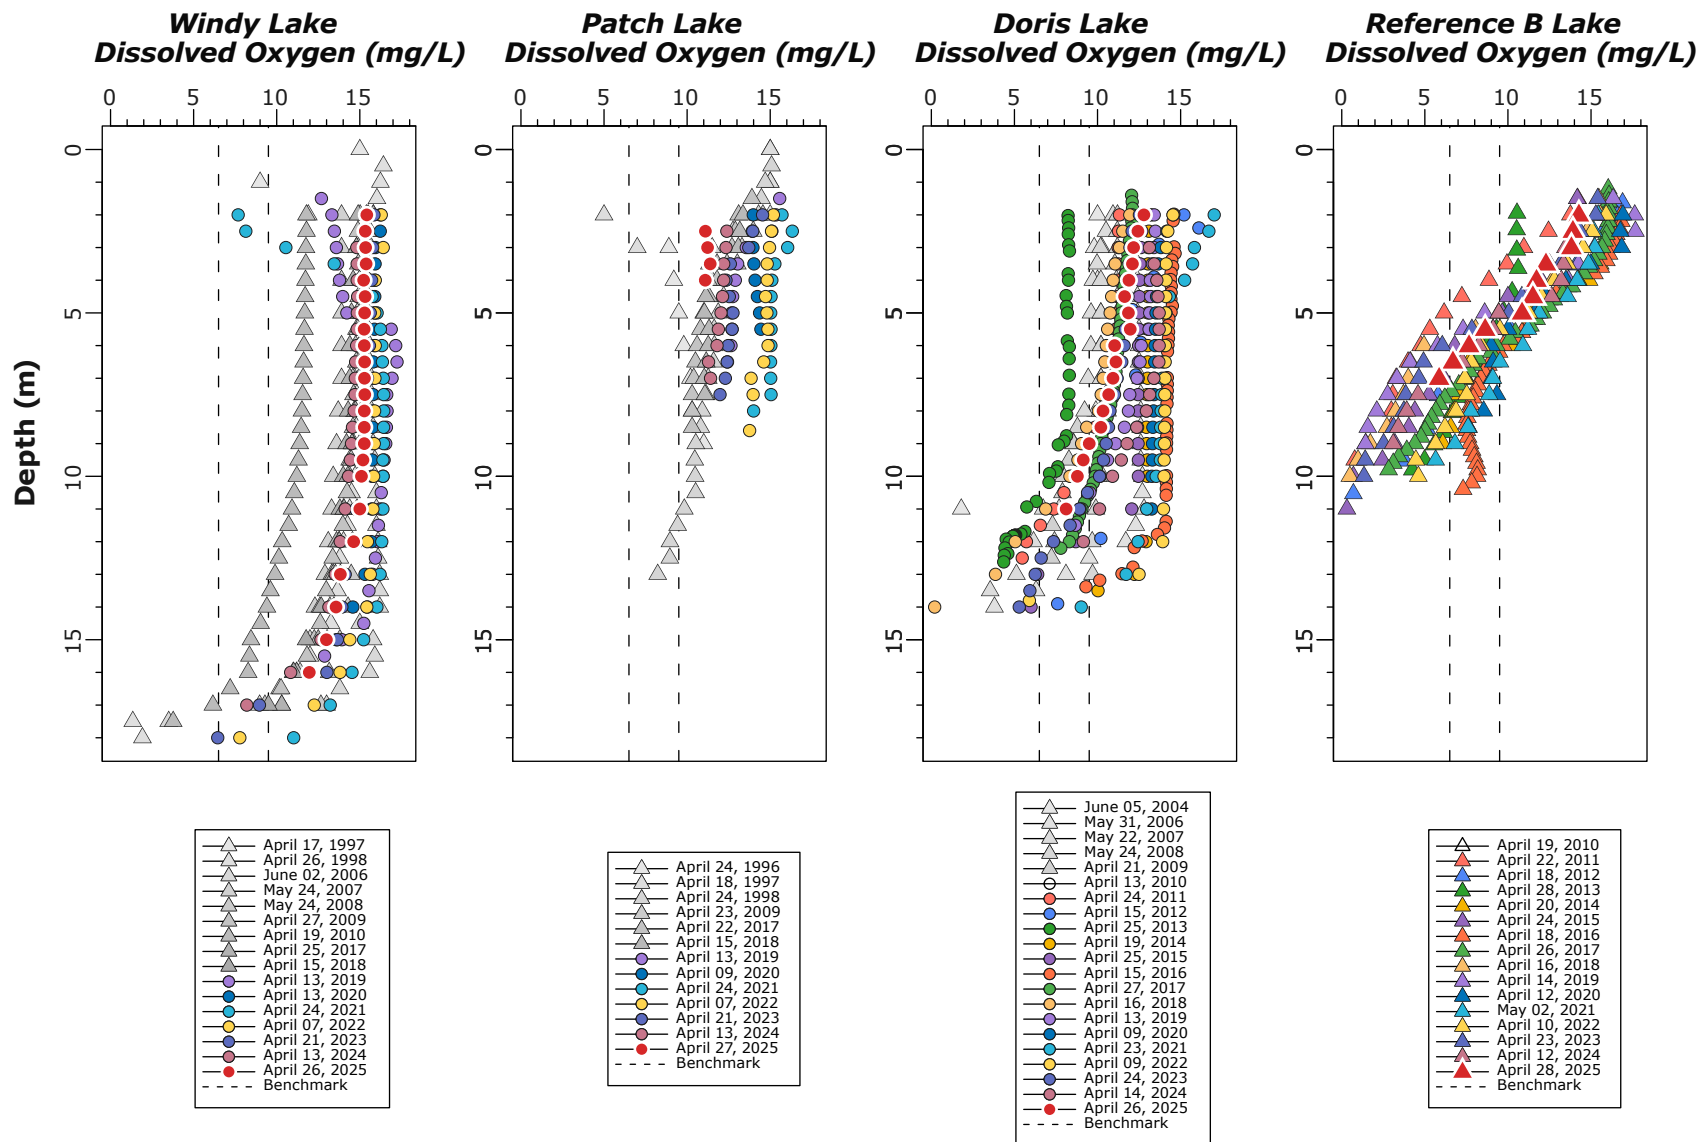 Windy Lake
Dissolved Oxygen (mg/L)
Patch Lake
Dissolved Oxygen (mg/L)
Doris Lake
Dissolved Oxygen (mg/L)
Reference B Lake
Dissolved Oxygen (mg/L)
0 5 10 15
0 5 10 15
0 5 10 15
0 5 10 15
Depth (m)
0
5
10
15
0
5
10
15
0
5
10
15
0
5
10
15
April 17, 1997
April 26, 1998
June 02, 2006
May 24, 2007
May 24, 2008
April 27, 2009
April 19, 2010
April 25, 2017
April 15, 2018
April 13, 2019
April 13, 2020
April 24, 2021
April 07, 2022
April 21, 2023
April 13, 2024
April 26, 2025
Benchmark
April 24, 1996
April 18, 1997
April 24, 1998
April 23, 2009
April 22, 2017
April 15, 2018
April 13, 2019
April 09, 2020
April 24, 2021
April 07, 2022
April 21, 2023
April 13, 2024
April 27, 2025
Benchmark
June 05, 2004
May 31, 2006
May 22, 2007
May 24, 2008
April 21, 2009
April 13, 2010
April 24, 2011
April 15, 2012
April 25, 2013
April 19, 2014
April 25, 2015
April 15, 2016
April 27, 2017
April 16, 2018
April 13, 2019
April 09, 2020
April 23, 2021
April 09, 2022
April 24, 2023
April 14, 2024
April 26, 2025
Benchmark
April 19, 2010
April 22, 2011
April 18, 2012
April 28, 2013
April 20, 2014
April 24, 2015
April 18, 2016
April 26, 2017
April 16, 2018
April 14, 2019
April 12, 2020
May 02, 2021
April 10, 2022
April 23, 2023
April 12, 2024
April 28, 2025
Benchmark